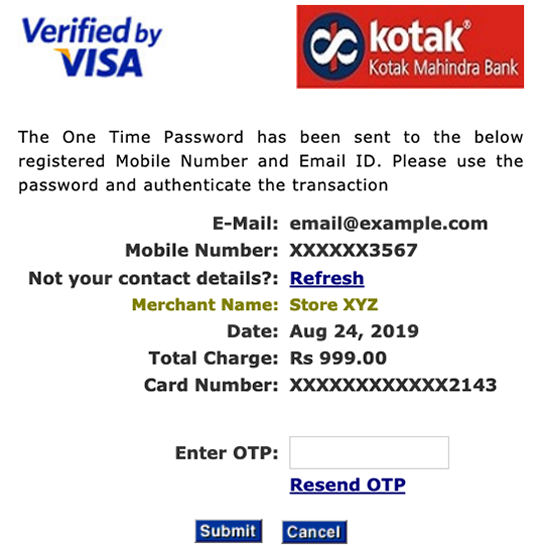 Verified by
VISA
kotak®
Kotak Mahindra Bank
The One Time Password has been sent to the below
registered Mobile Number and Email ID. Please use the
password and authenticate the transaction
E-Mail: email@example.com
Mobile Number: XXXXXX3567
Not your contact details?: Refresh
Merchant Name: Store XYZ
Date: Aug 24, 2019
Total Charge: Rs 999.00
Card Number: XXXXXXXXXXXX2143
Enter OTP:
Resend OTP
Submit Cancel